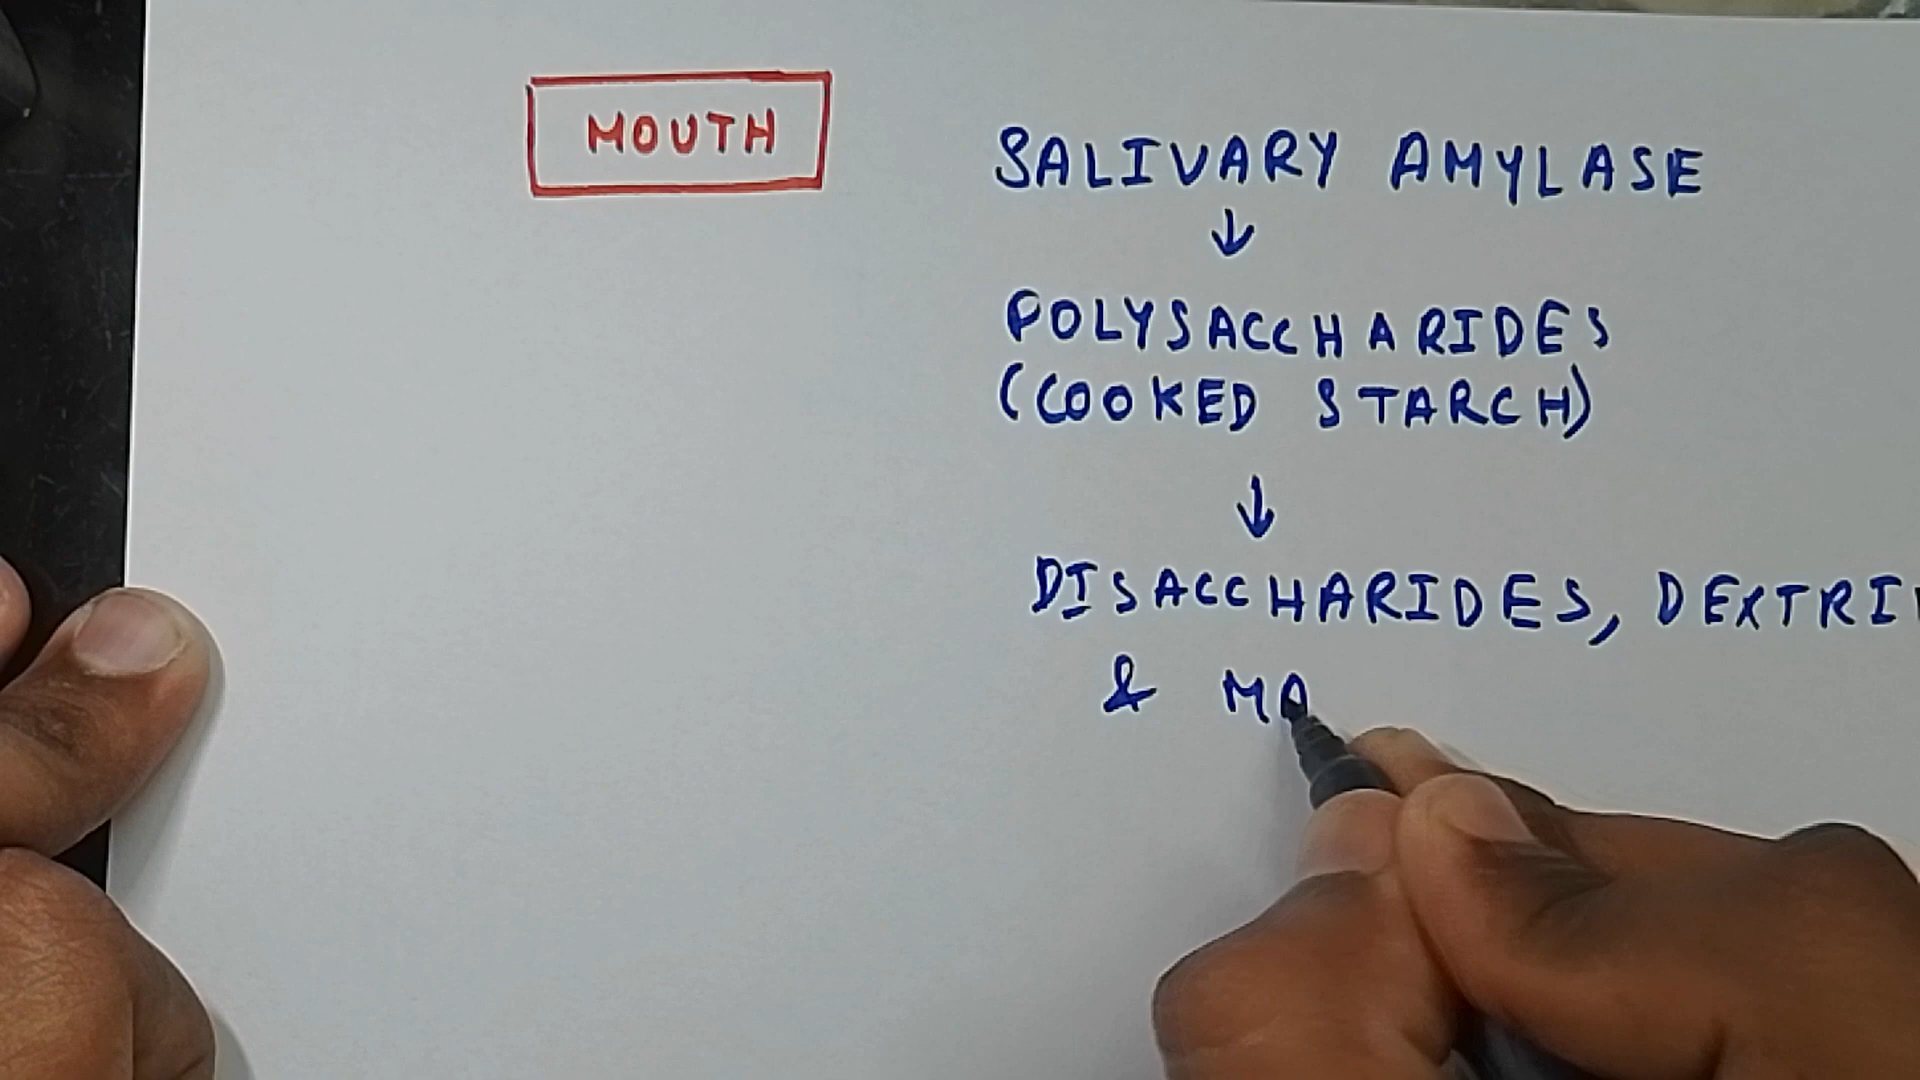 MOUTH
SALIVARY AMYLASE
↓
POLYSACCHARIDES
(COOKED STARCH)
↓
DISACCHARIDES, DEXTRI
& MA